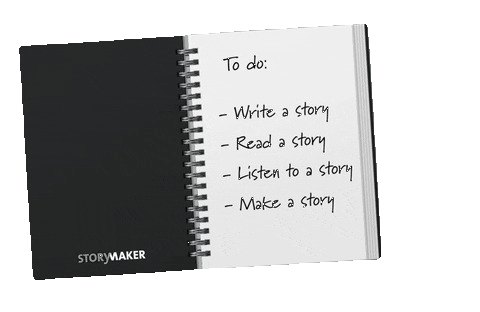 To do:
- Write a story
- Read a story
- Listen to a story
- Make a story
STORYMAKER